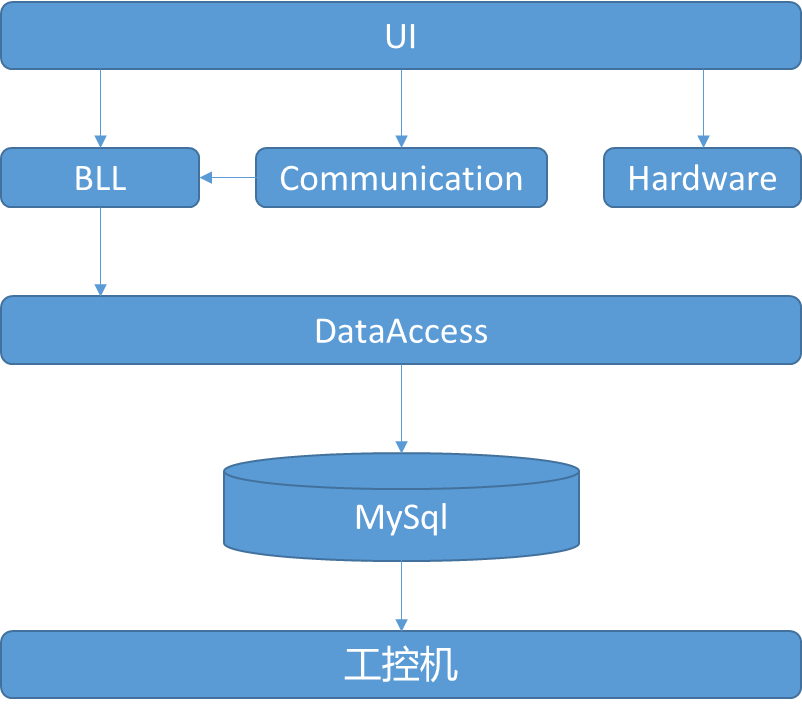 UI
BLL
Communication
Hardware
DataAccess
MySql
工控机